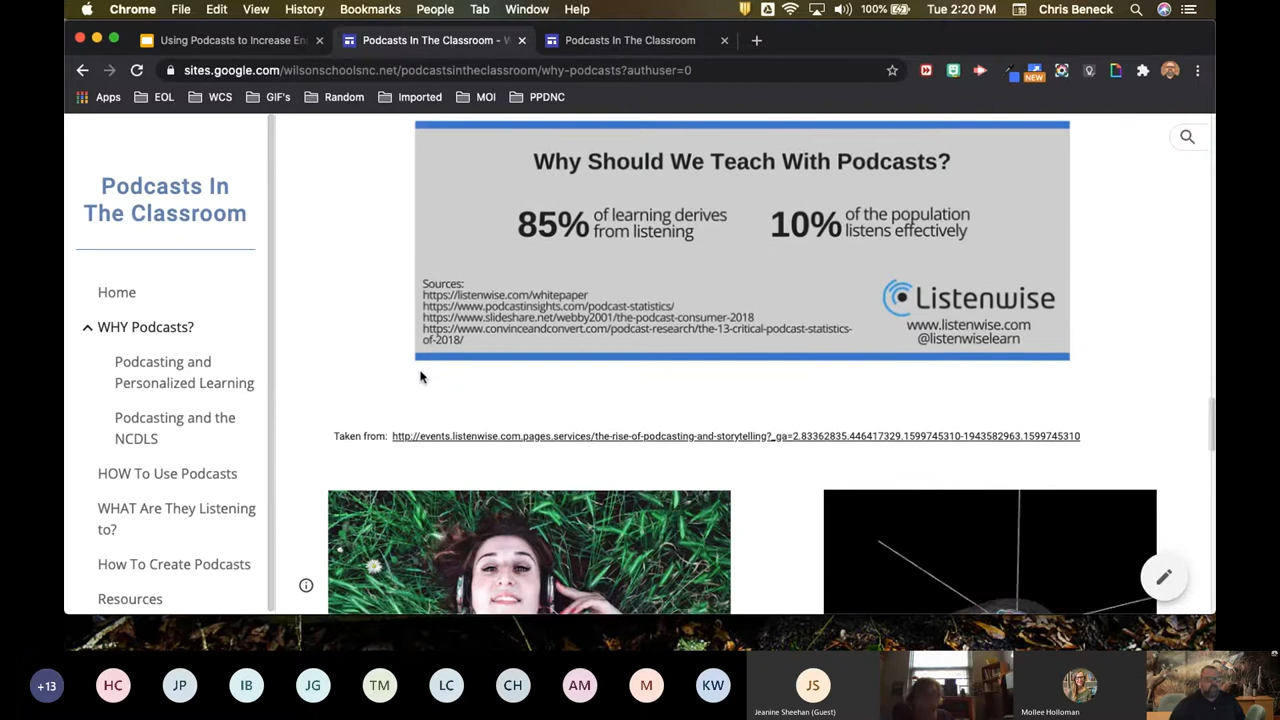 Chrome File Edit View History Bookmarks People Tab Window Help 100% Tue 2:20 PM Chris Beneck
Using Podcasts to Increase En Podcasts In The Classroom - W Podcasts In The Classroom
sites.google.com/wilsonschoolsnc.net/podcastsintheclassroom/why-podcasts?authuser=0
NEW
Apps EOL WCS GIF's Random Imported MOI PPDNC
Podcasts In
The Classroom
Home
WHY Podcasts?
Podcasting and
Personalized Learning
Podcasting and the
NCDLS
HOW To Use Podcasts
WHAT Are They Listening
to?
How To Create Podcasts
Resources
Why Should We Teach With Podcasts?
85% of learning derives
from listening
10% of the population
listens effectively
Sources:
https://listenwise.com/whitepaper
https://www.podcastinsights.com/podcast-statistics/
https://www.slideshare.net/webby2001/the-podcast-consumer-2018
https://www.convinceandconvert.com/podcast-research/the-13-critical-podcast-statistics-
of-2018/
Listenwise
www.listenwise.com
@listenwiselearn
Taken from: http://events.listenwise.com.pages.services/the-rise-of-podcasting-and-storytelling?_ga=2.83362835.446417329.1599745310-1943582963.1599745310
+13 HC JP IB JG TM LC CH AM M KW JS
Jeanine Sheehan (Guest)
Mollee Holloman